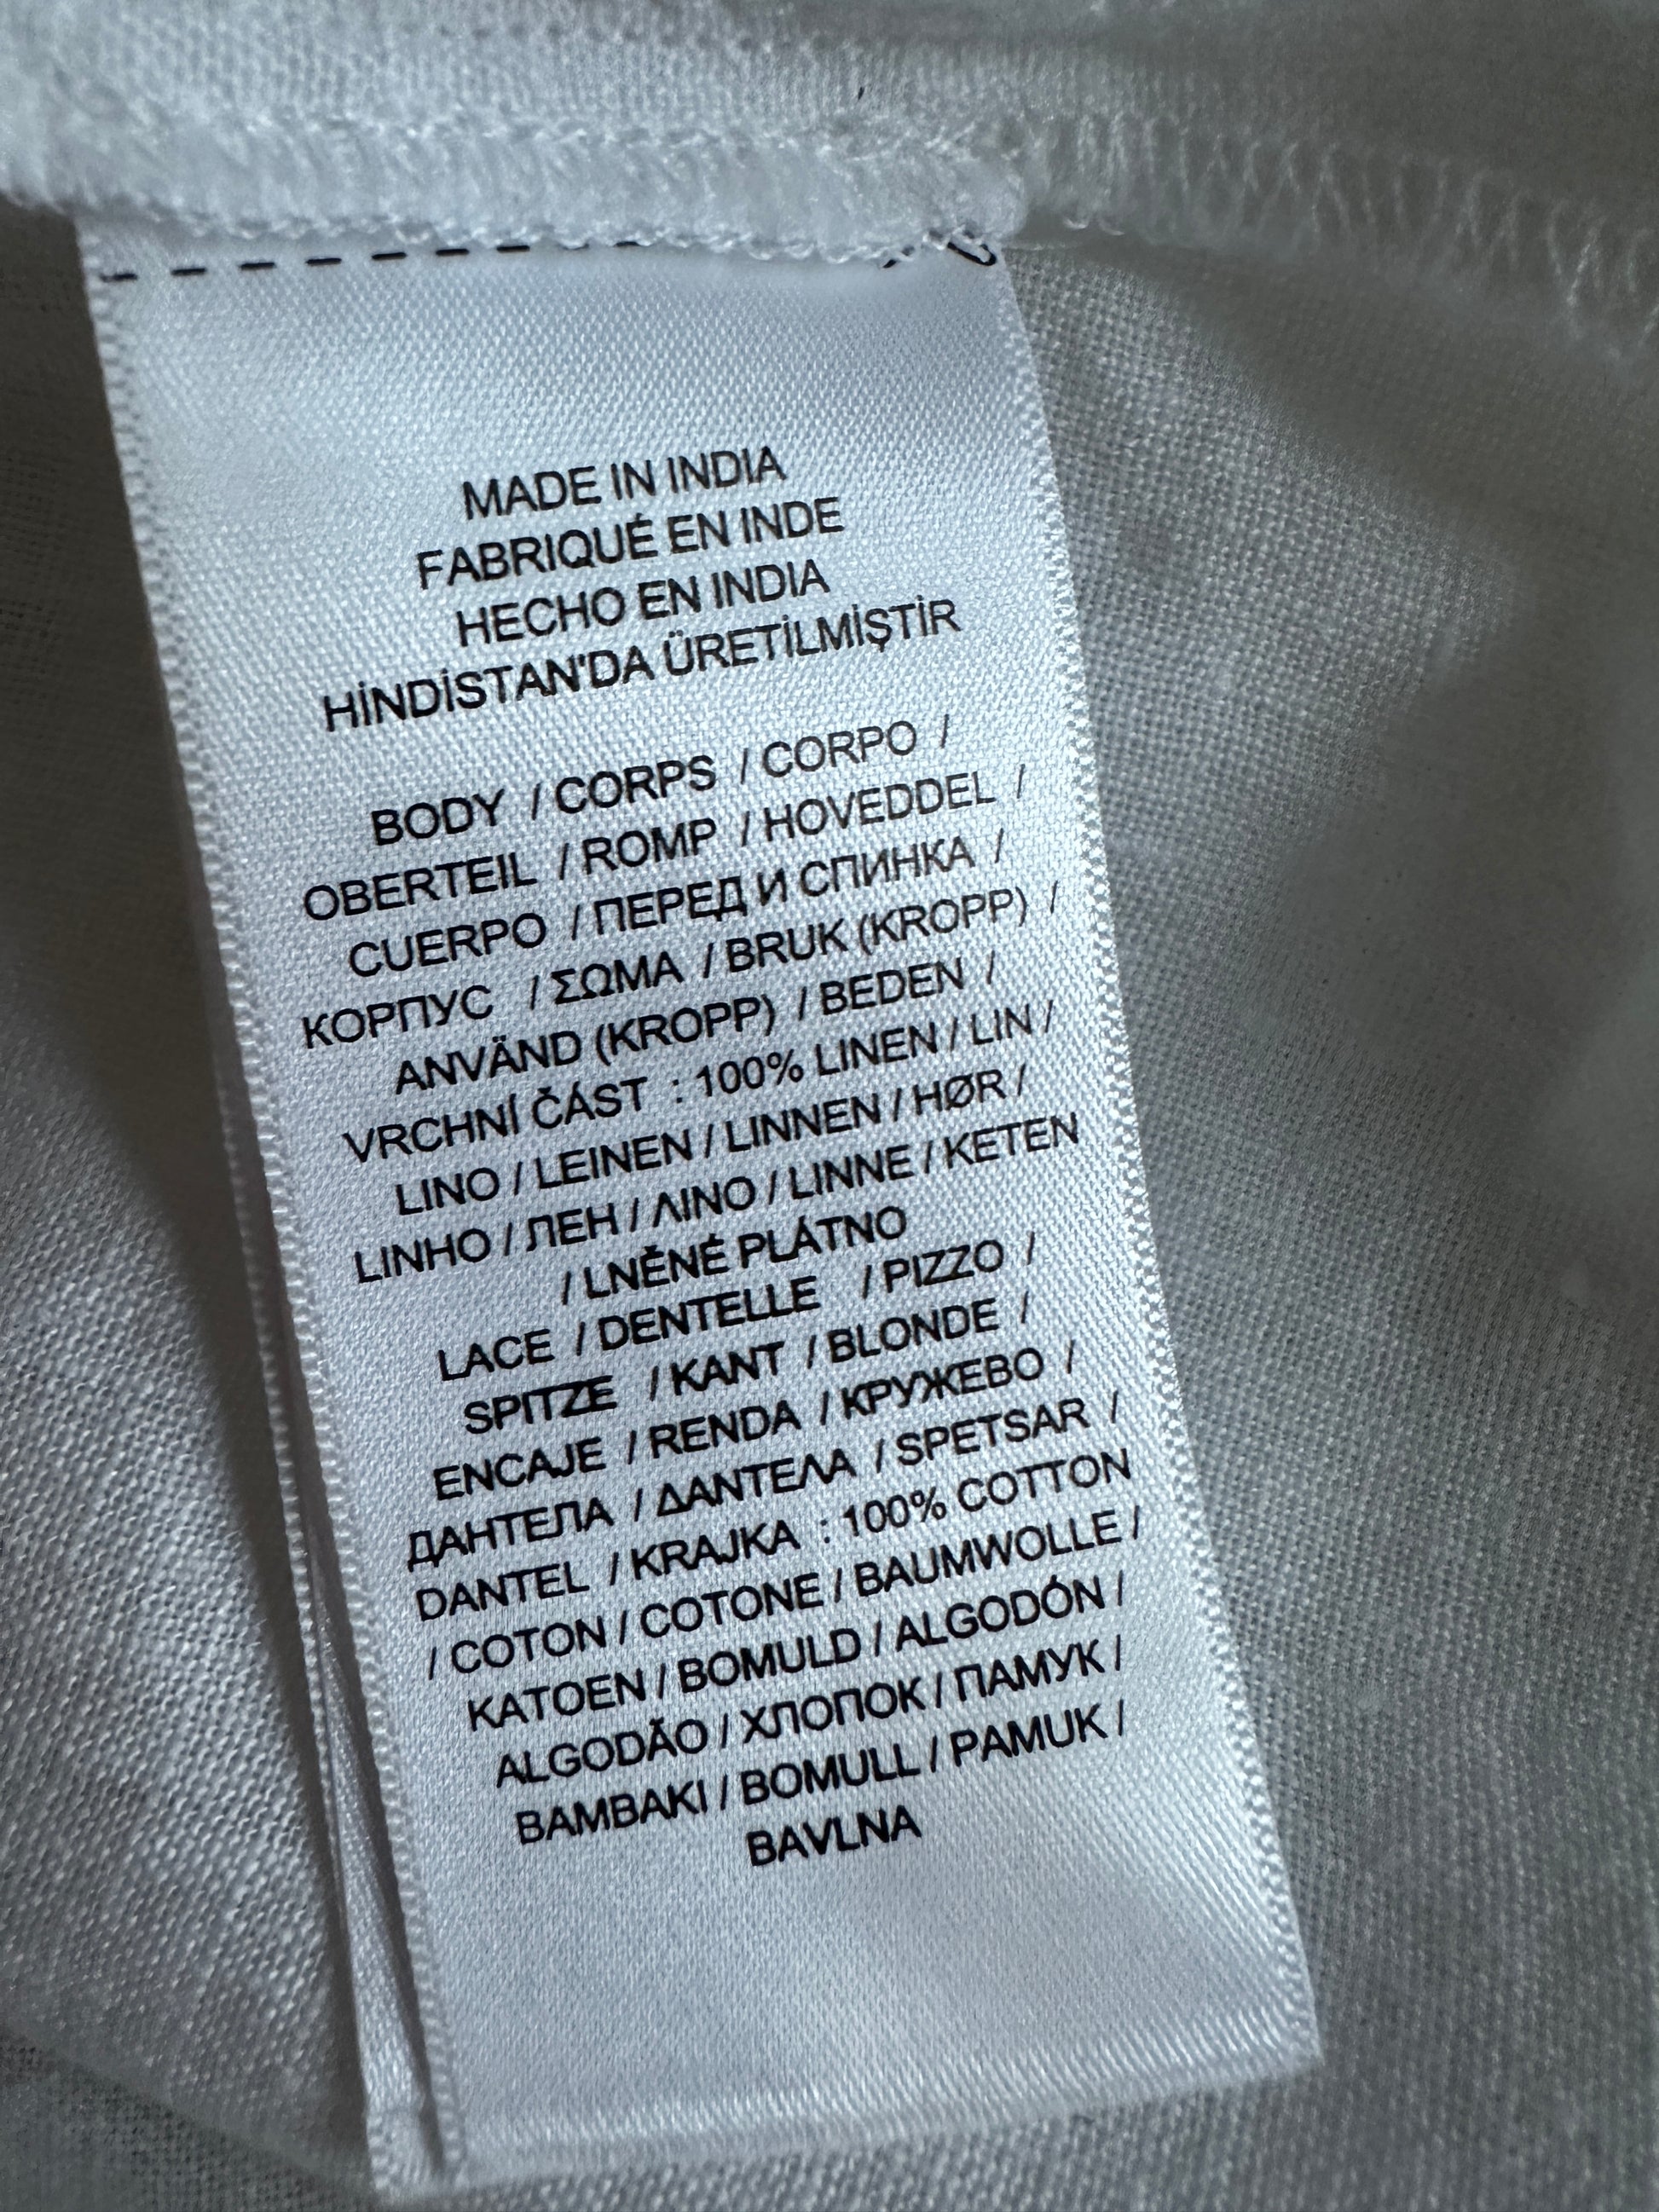 MADE IN INDIA
FABRIQUÉ EN INDE
HECHO EN INDIA
HİNDİSTAN'DA ÜRETİLMİŞTİR
BODY / CORPS / CORPO /
OBERTEIL / ROMP / HOVEDDEL /
CUERPO / ПЕРЕД И СПИНКА /
КОРПУС / ΣΩΜΑ / BRUK (KROPP) /
ANVÄND (KROPP) / BEDEN /
VRCHNÍ ČÁST : 100% LINEN / LIN /
LINO / LEINEN / LINNEN / HØR /
LINHO / ЛЕН / ΛΙΝΟ / LINNE / KETEN
/ LNĚNÉ PLÁTNO
LACE / DENTELLE / PIZZO /
SPITZE / KANT / BLONDE /
ENCAJE / RENDA / КРУЖЕВО /
ДАНТЕЛА / ΔΑΝΤΕΛΑ / SPETSAR /
DANTEL / KRAJKA : 100% COTTON
/ COTON / COTONE / BAUMWOLLE /
KATOEN / BOMULD / ALGODÓN /
ALGODÃO / ХЛОПОК / ПАМУК /
BAMBAKI / BOMULL / PAMUK /
BAVLNA